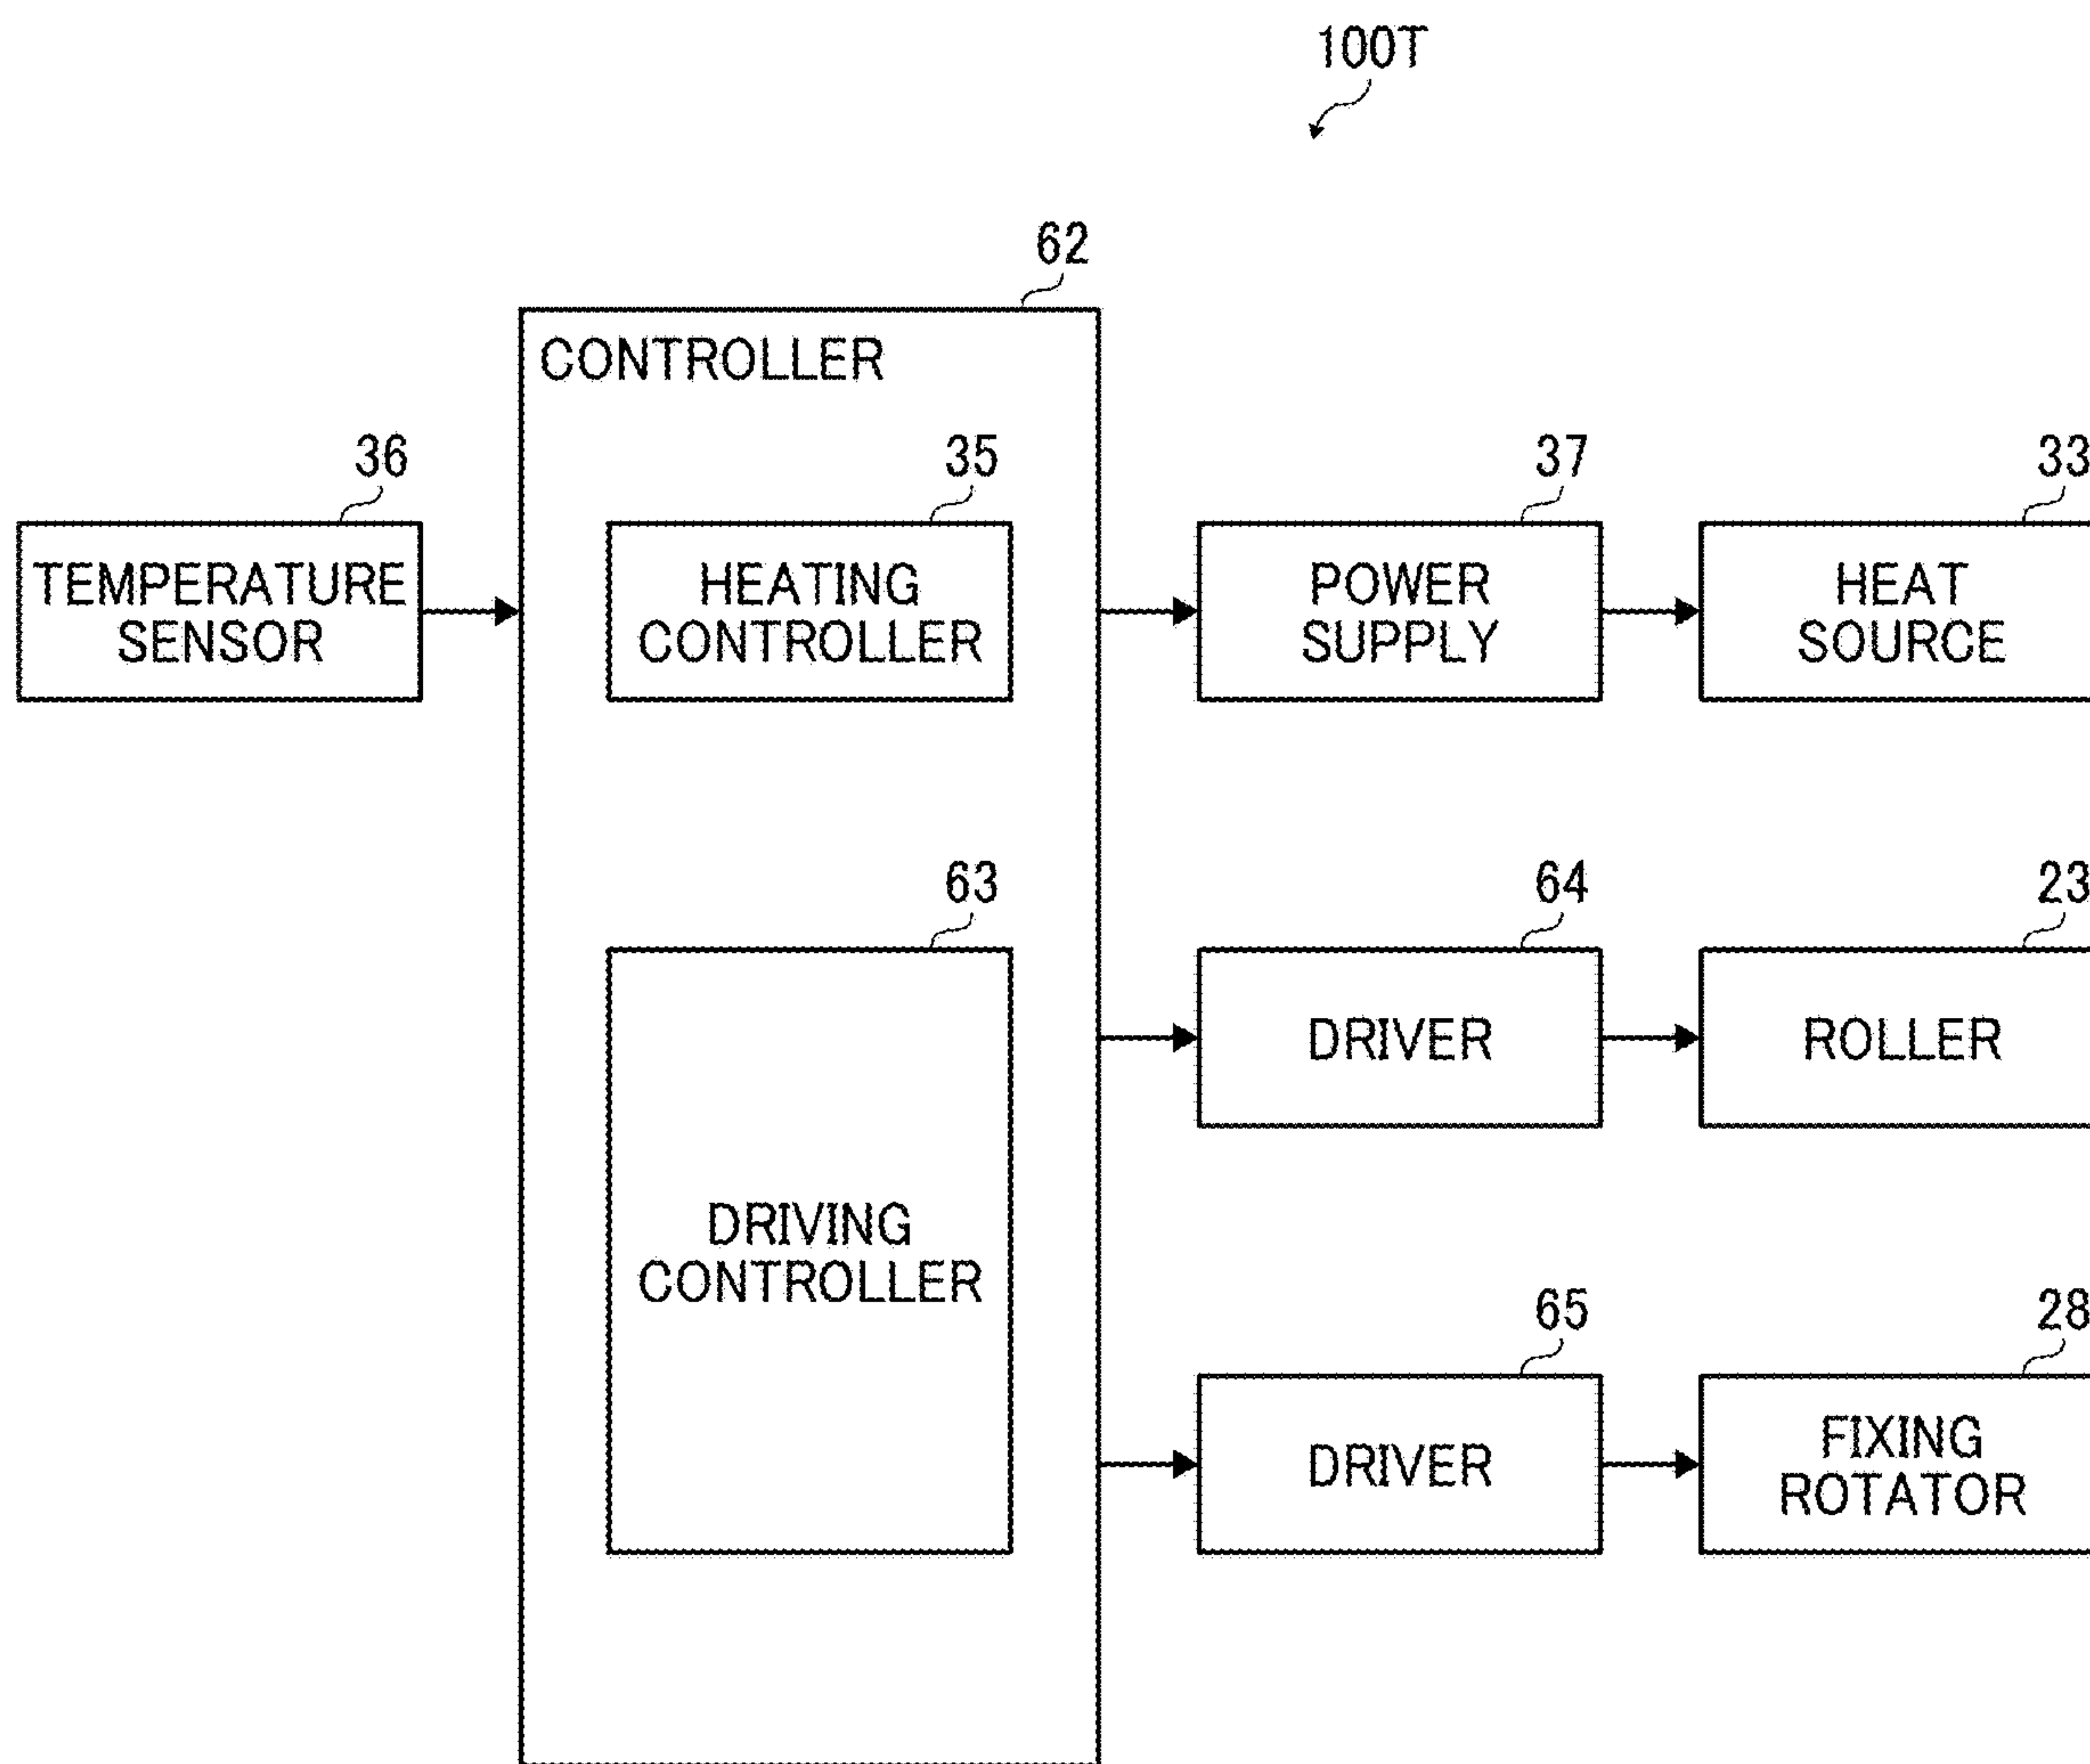 100T
62
CONTROLLER
36
35
37
33
TEMPERATURE
SENSOR
HEATING
CONTROLLER
POWER
SUPPLY
HEAT
SOURCE
63
64
23
DRIVING
CONTROLLER
DRIVER
ROLLER
65
28
DRIVER
FIXING
ROTATOR